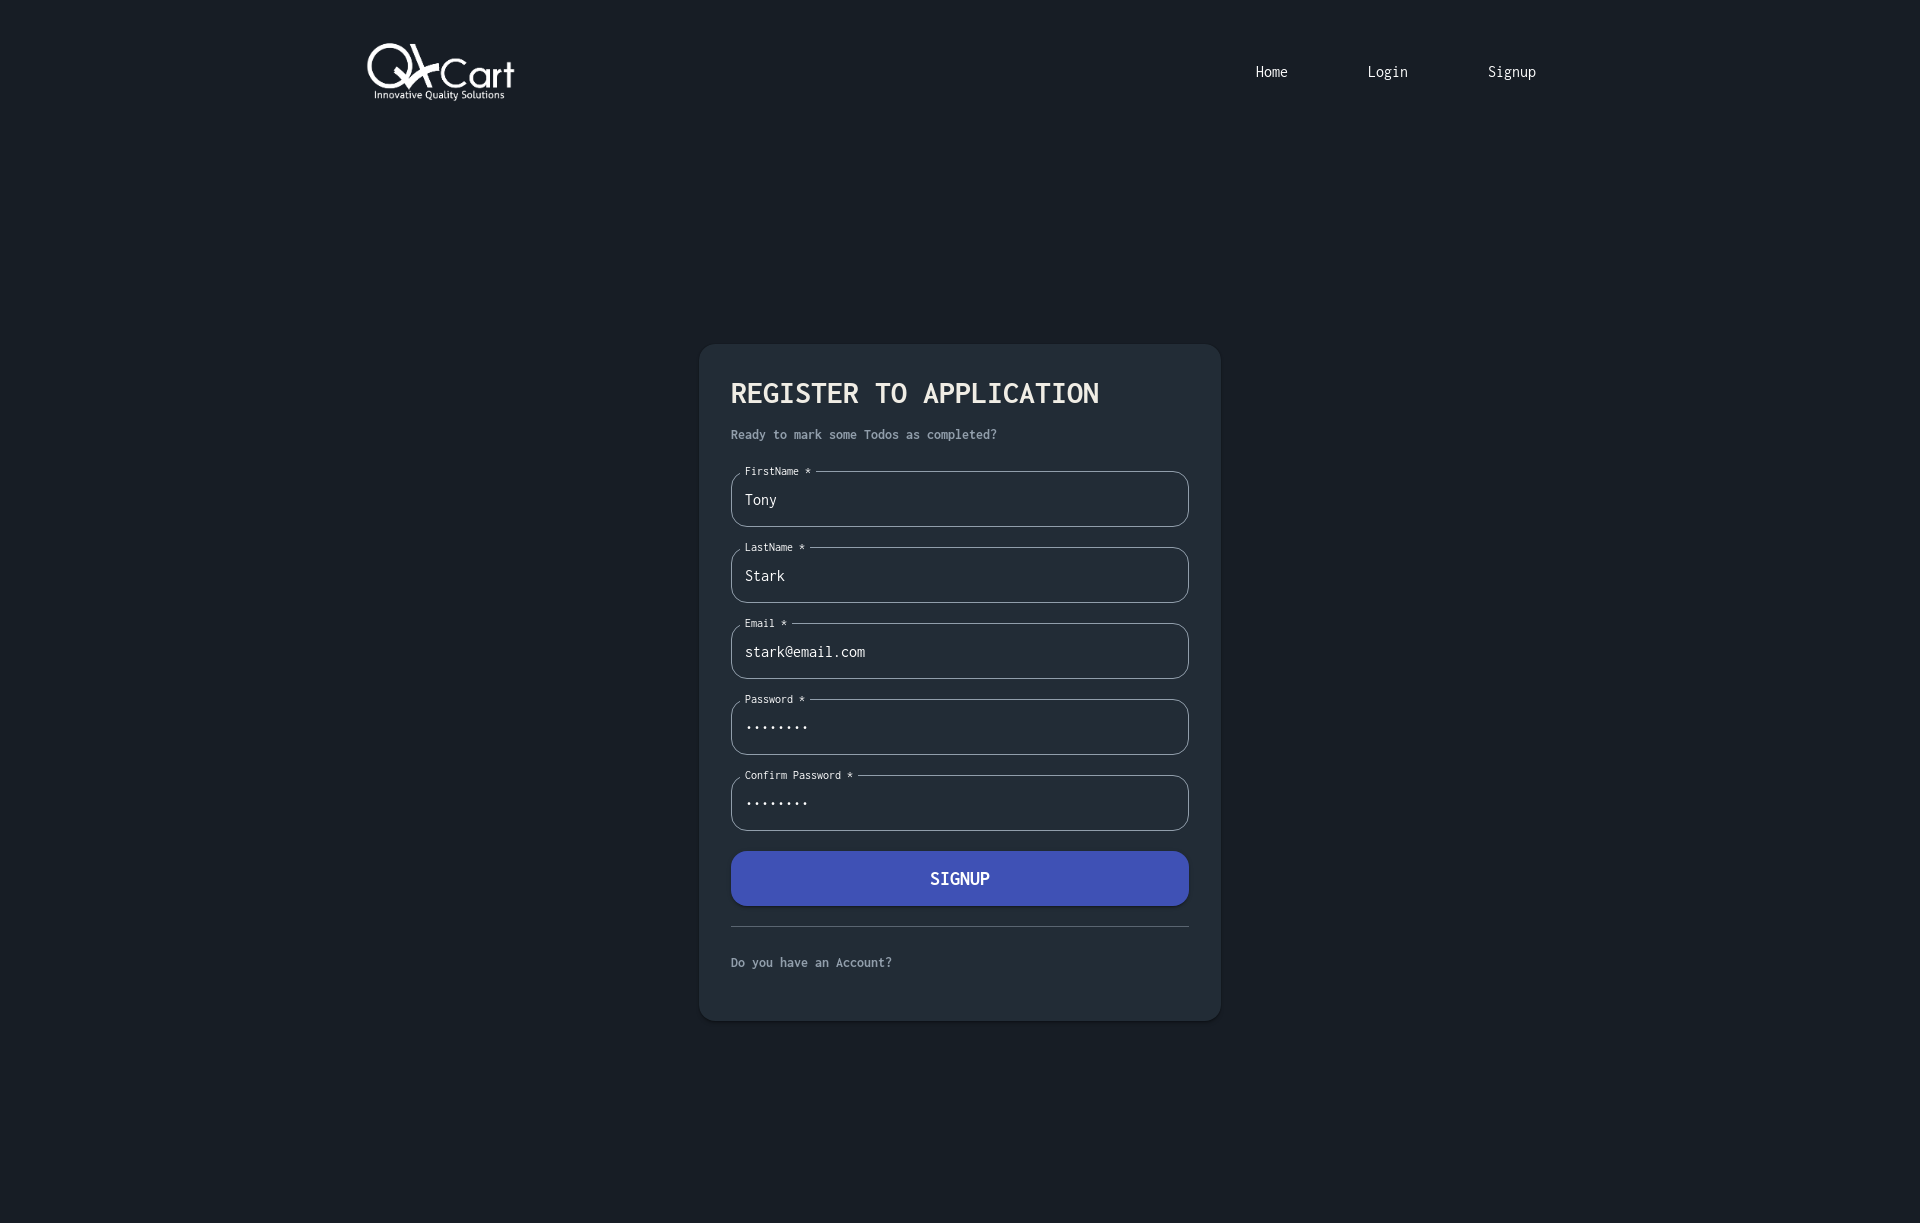 QACart
Innovative Quality Solutions
Home
Login
Signup
REGISTER TO APPLICATION
Ready to mark some Todos as completed?
FirstName *
Tony
LastName *
Stark
Email *
stark@email.com
Password *
••••••••
Confirm Password *
••••••••
SIGNUP
Do you have an Account?